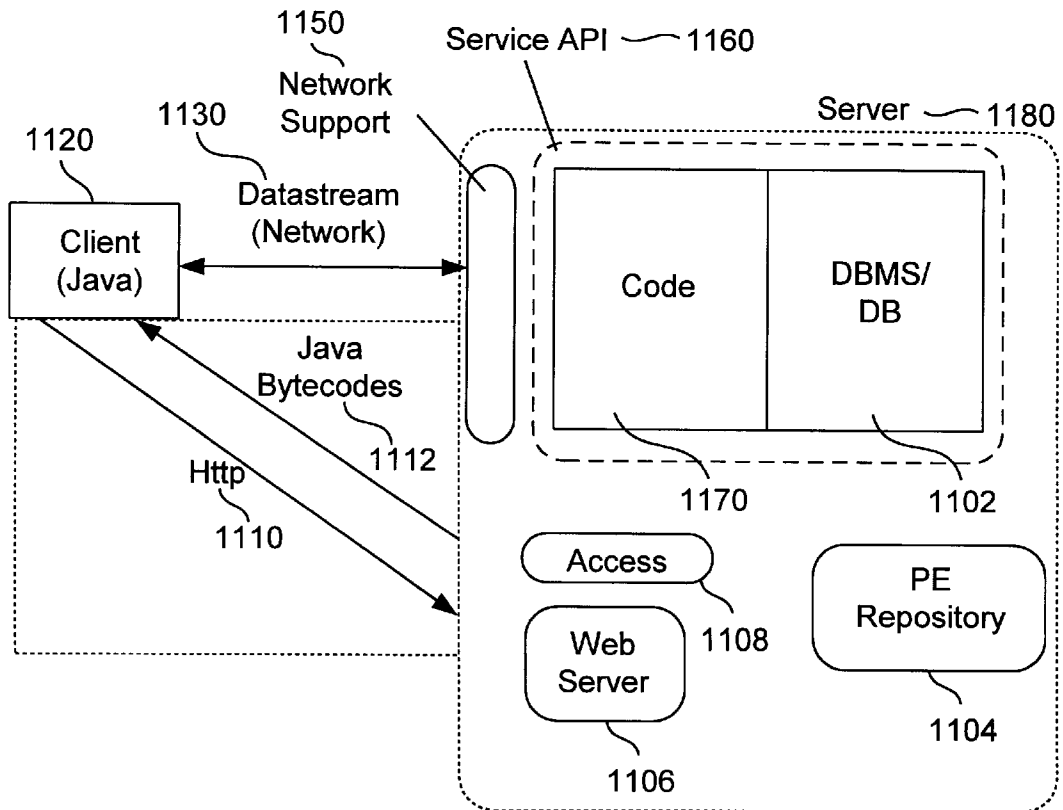 1150
Network
Support
Service API 1160
Server 1180
1130
Datastream
(Network)
1120
Client
(Java)
Code
DBMS/
DB
Java
Bytecodes
1112
Http
1110
1170
1102
Access
1108
PE
Repository
1104
Web
Server
1106